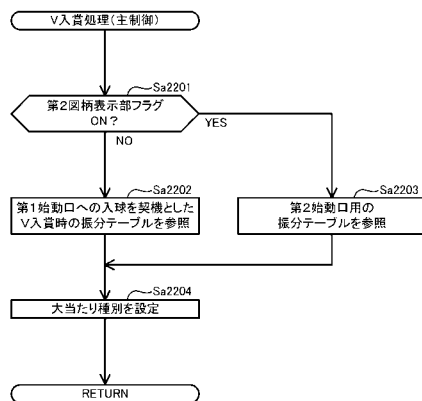 V入賞処理(主制御)
Sa2201
第2図柄表示部フラグ
ON?
YES
NO
Sa2202
第1始動口への入球を契機とした
V入賞時の振分テーブルを参照
Sa2203
第2始動口用の
振分テーブルを参照
Sa2204
大当たり種別を設定
RETURN